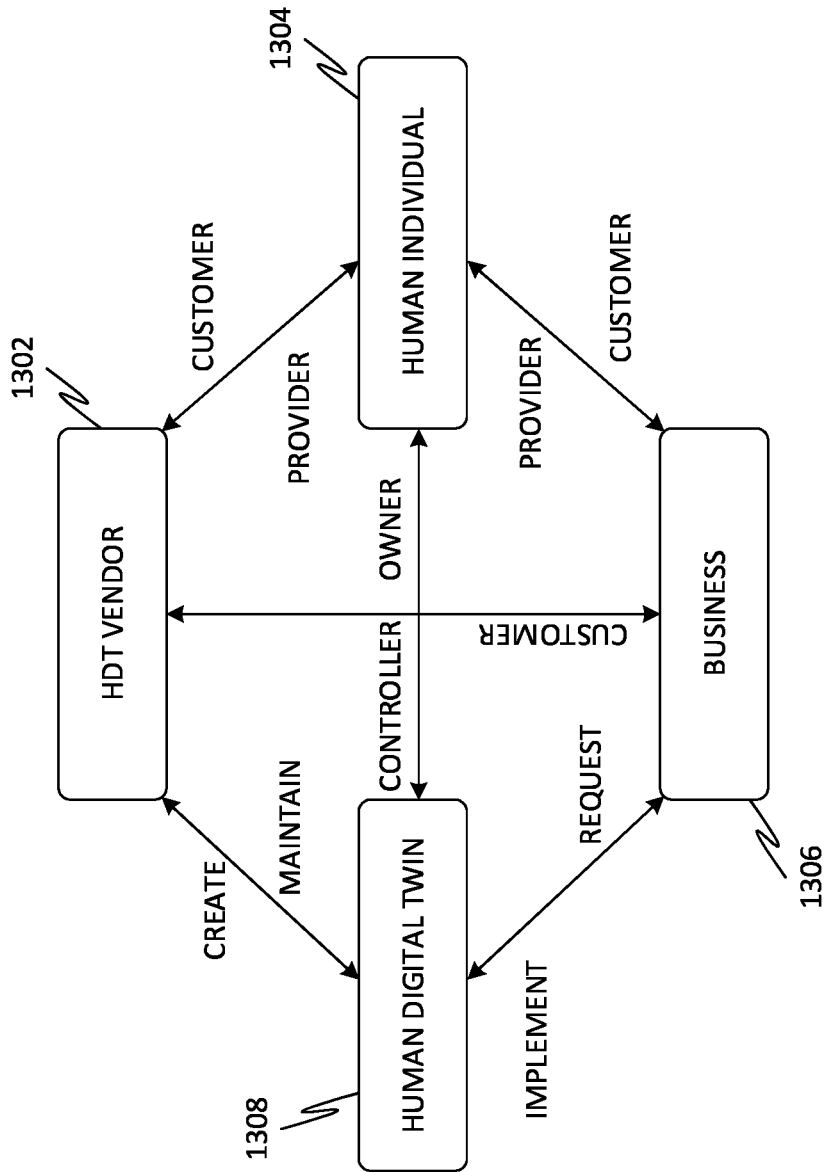 1302
HDT VENDOR
CREATE
MAINTAIN
CUSTOMER
PROVIDER
1304
1308
HUMAN DIGITAL TWIN
CONTROLLER
OWNER
HUMAN INDIVIDUAL
CUSTOMER
IMPLEMENT
REQUEST
PROVIDER
CUSTOMER
BUSINESS
1306